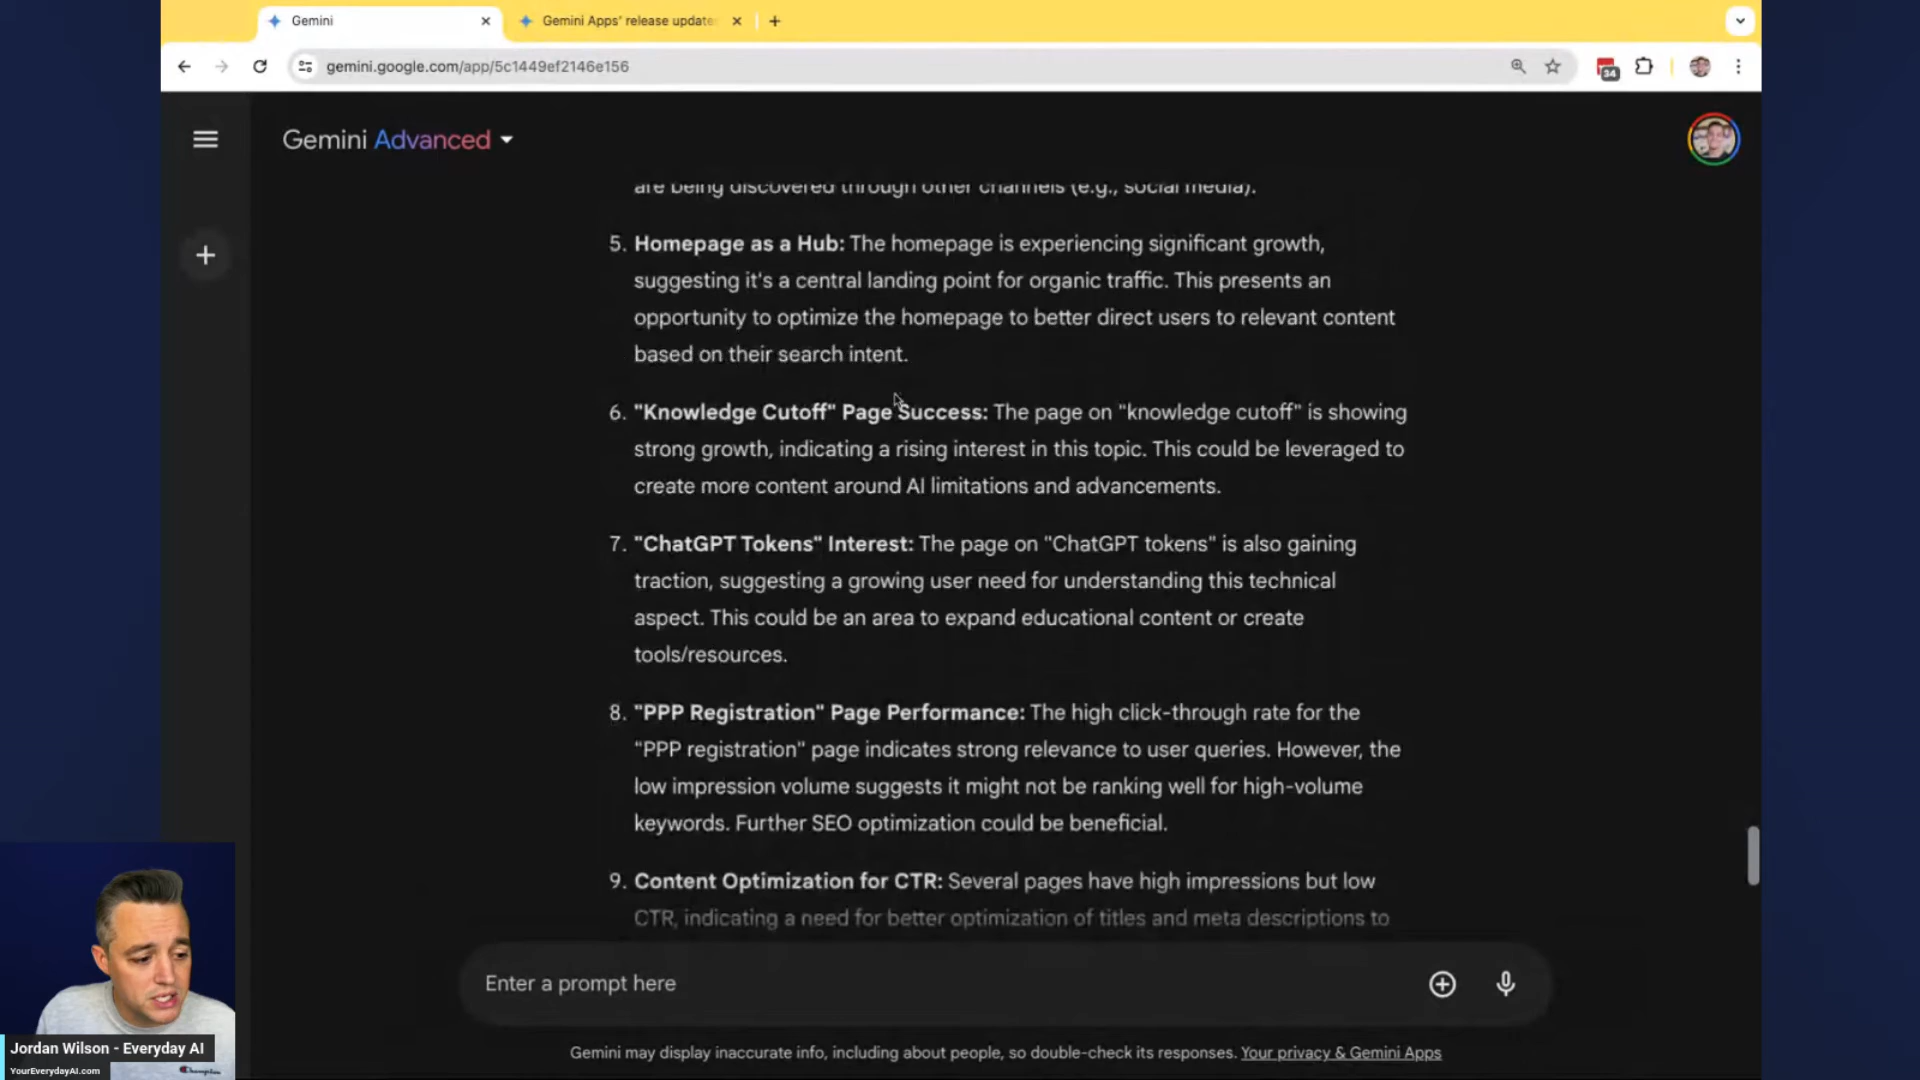 Gemini
Gemini Apps' release update
gemini.google.com/app/5c1449ef2146e156
34
Gemini Advanced
are being discovered through other channels (e.g., social media).
5. Homepage as a Hub: The homepage is experiencing significant growth,
suggesting it's a central landing point for organic traffic. This presents an
opportunity to optimize the homepage to better direct users to relevant content
based on their search intent.
6. "Knowledge Cutoff" Page Success: The page on "knowledge cutoff" is showing
strong growth, indicating a rising interest in this topic. This could be leveraged to
create more content around AI limitations and advancements.
7. "ChatGPT Tokens" Interest: The page on "ChatGPT tokens" is also gaining
traction, suggesting a growing user need for understanding this technical
aspect. This could be an area to expand educational content or create
tools/resources.
8. "PPP Registration" Page Performance: The high click-through rate for the
"PPP registration" page indicates strong relevance to user queries. However, the
low impression volume suggests it might not be ranking well for high-volume
keywords. Further SEO optimization could be beneficial.
9. Content Optimization for CTR: Several pages have high impressions but low
CTR, indicating a need for better optimization of titles and meta descriptions to
Enter a prompt here
Gemini may display inaccurate info, including about people, so double-check its responses. Your privacy & Gemini Apps
Jordan Wilson - Everyday AI
YourEverydayAI.com
Champion